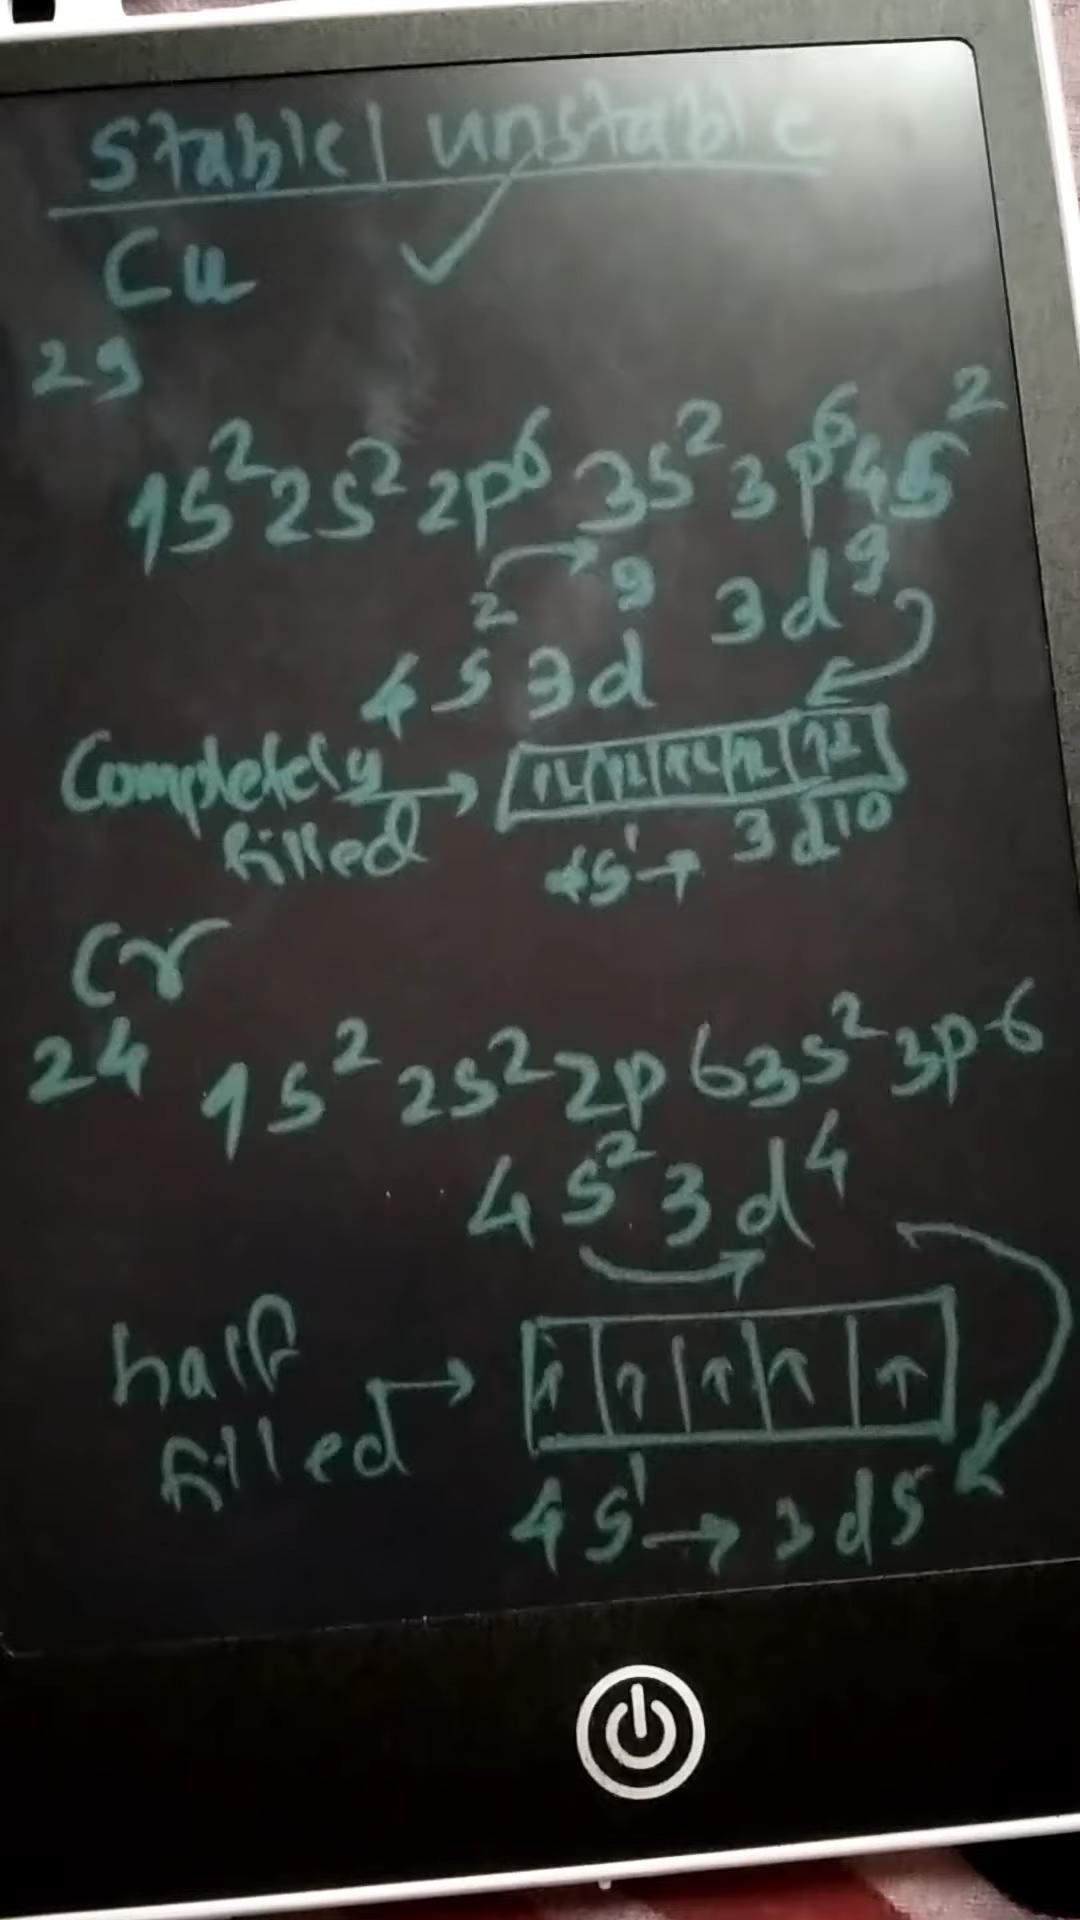 Stable | unstable
Cu ✓
29
1s² 2s² 2p⁶ 3s² 3p⁶ 4s²
3d⁹
4s² 3d⁹
Completely filled →
4s¹ → 3d¹⁰
Cr
24 1s² 2s² 2p6 3s² 3p6
4s² 3d⁴
half filled →
4s¹ → 3d5